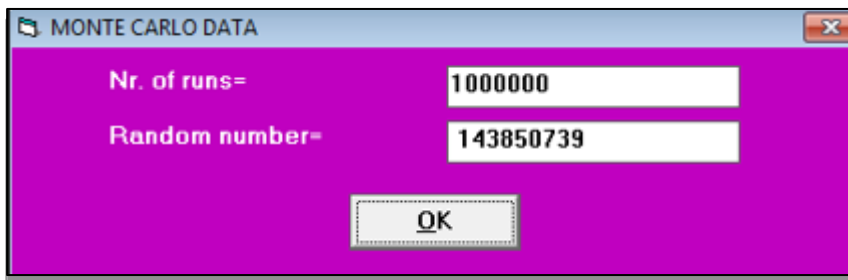 MONTE CARLO DATA
Nr. of runs= 1000000
Random number= 143850739
OK